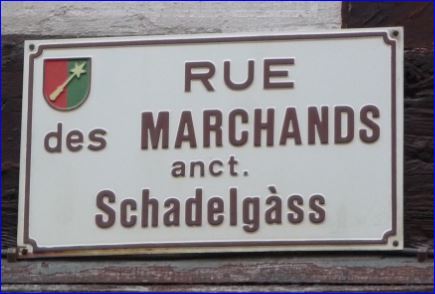 RUE
des MARCHANDS
anct.
Schadelgàss